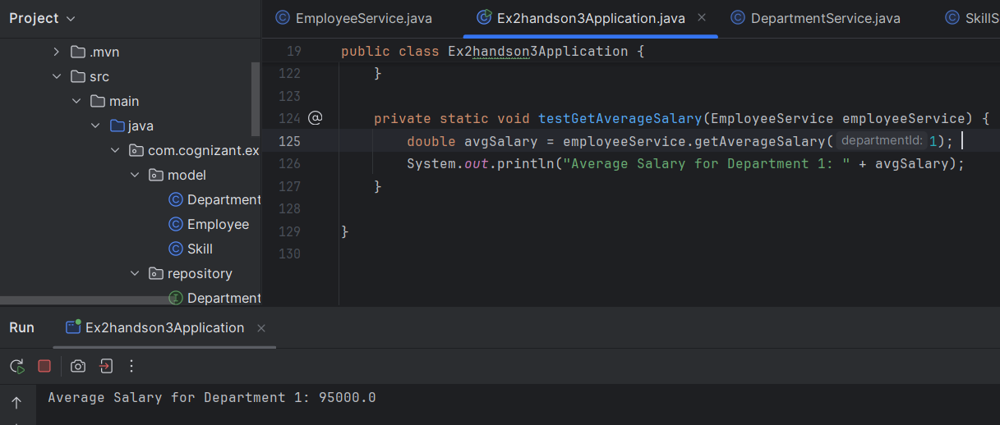 Project
EmployeeService.java
Ex2handson3Application.java
DepartmentService.java
SkillS
.mvn
src
main
java
com.cognizant.ex
model
Department
Employee
Skill
repository
Department
19 public class Ex2handson3Application {
122 }
123
124 @ private static void testGetAverageSalary(EmployeeService employeeService) {
125 double avgSalary = employeeService.getAverageSalary( departmentId: 1);
126 System.out.println("Average Salary for Department 1: " + avgSalary);
127 }
128
129 }
130
Run
Ex2handson3Application
Average Salary for Department 1: 95000.0